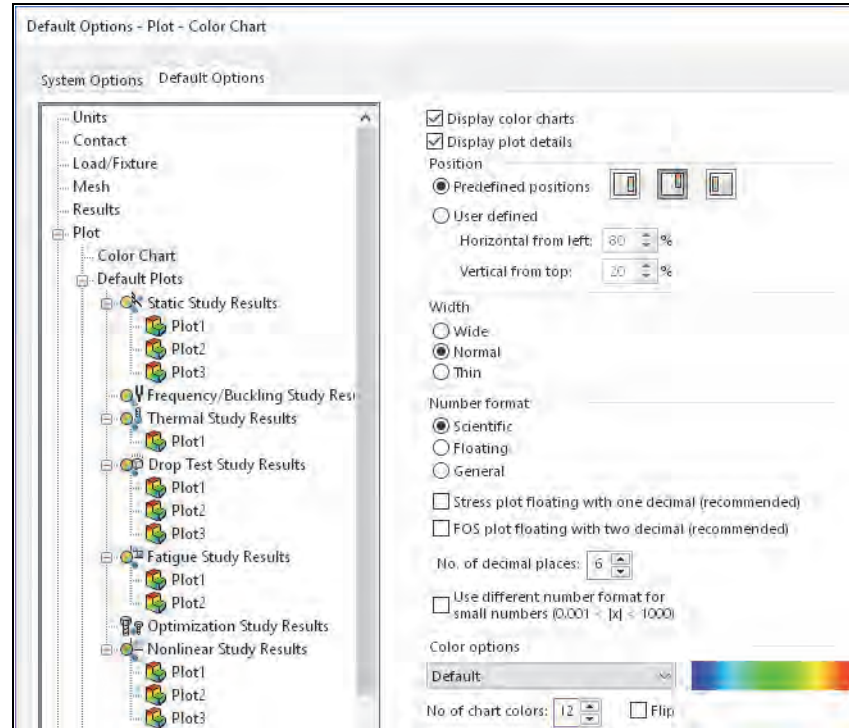 Default Options - Plot - Color Chart
System Options
Default Options
Units
Contact
Load/Fixture
Mesh
Results
Plot
Color Chart
Default Plots
Static Study Results
Plot1
Plot2
Plot3
Frequency/Buckling Study Res
Thermal Study Results
Plot1
Drop Test Study Results
Plot1
Plot2
Plot3
Fatigue Study Results
Plot1
Plot2
Optimization Study Results
Nonlinear Study Results
Plot1
Plot2
Plot3
Display color charts
Display plot details
Position
Predefined positions
User defined
Horizontal from left: 80 %
Vertical from top: 20 %
Width
Wide
Normal
Thin
Number format
Scientific
Floating
General
Stress plot floating with one decimal (recommended)
FOS plot floating with two decimal (recommended)
No. of decimal places: 6
Use different number format for
small numbers (0.001 < |x| < 1000)
Color options
Default
No of chart colors: 12
Flip